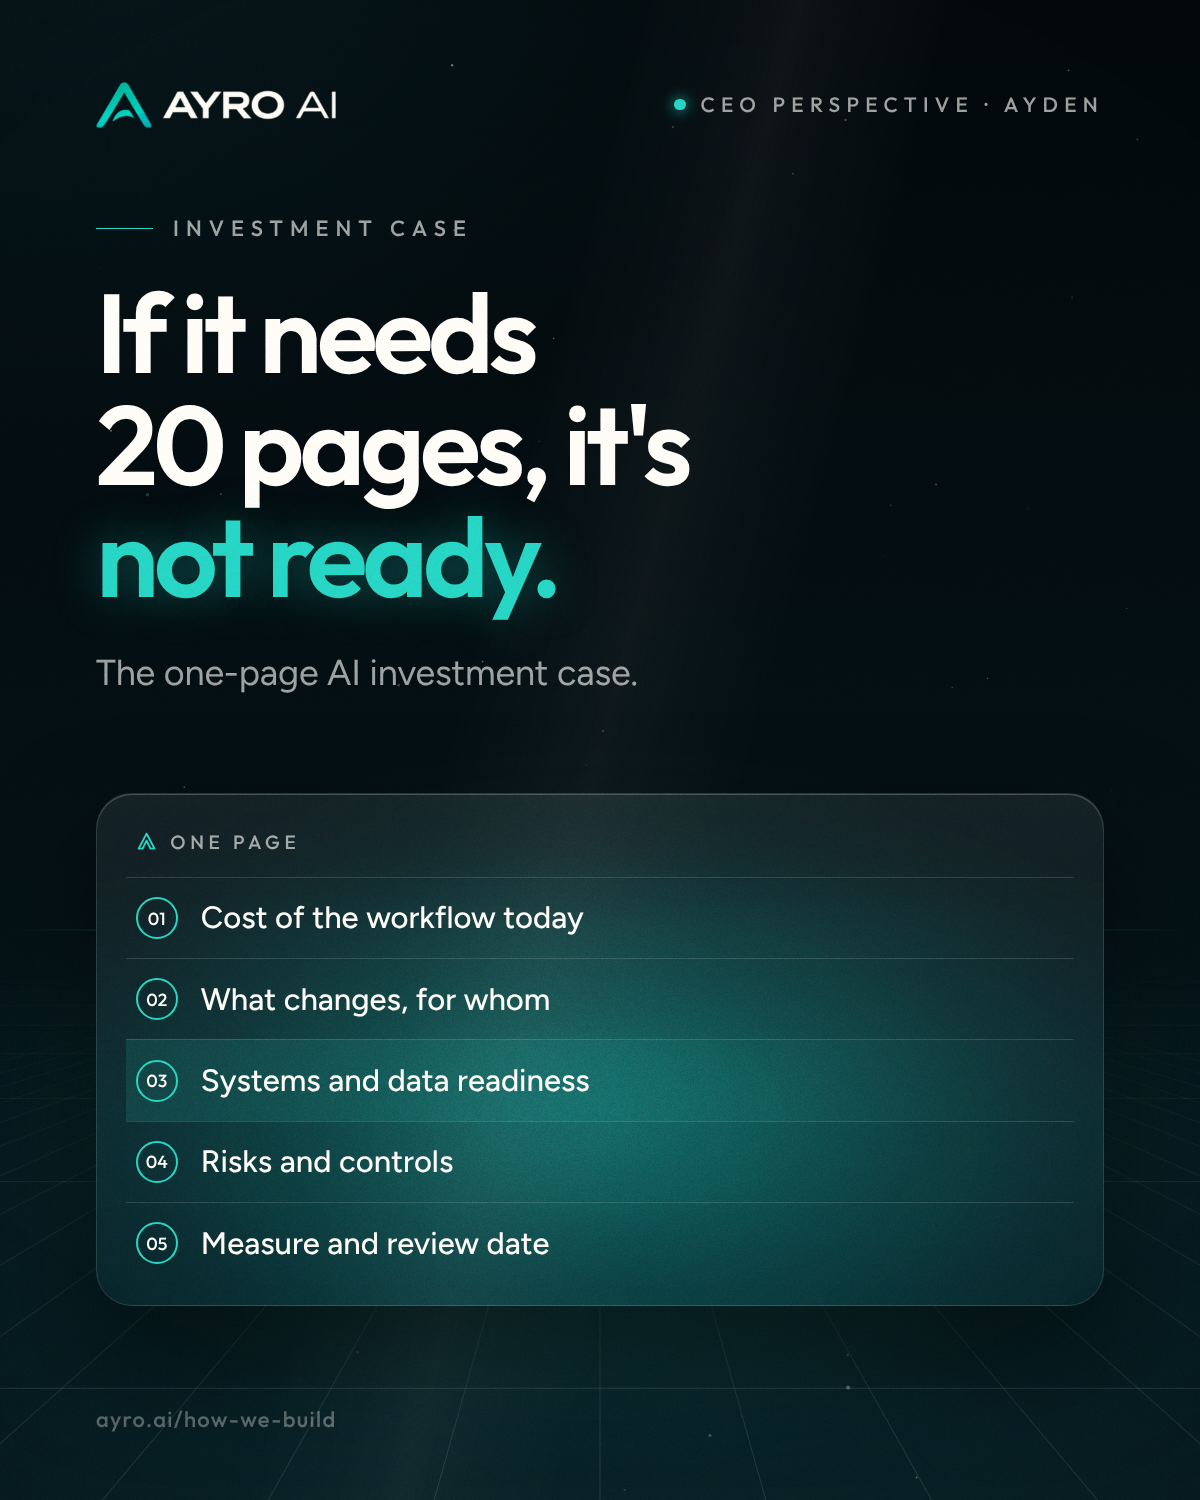 AYRO AI
CEO PERSPECTIVE · AYDEN
INVESTMENT CASE
If it needs
20 pages, it's
not ready.
The one-page AI investment case.
ONE PAGE
01 Cost of the workflow today
02 What changes, for whom
03 Systems and data readiness
04 Risks and controls
05 Measure and review date
ayro.ai/how-we-build